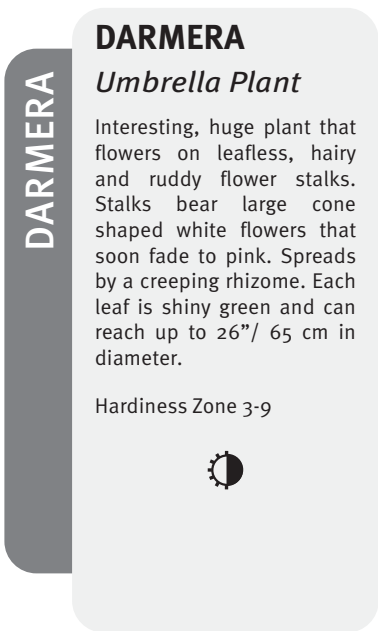 DARMERA
DARMERA
Umbrella Plant
Interesting, huge plant that
flowers on leafless, hairy
and ruddy flower stalks.
Stalks bear large cone
shaped white flowers that
soon fade to pink. Spreads
by a creeping rhizome. Each
leaf is shiny green and can
reach up to 26”/ 65 cm in
diameter.
Hardiness Zone 3-9